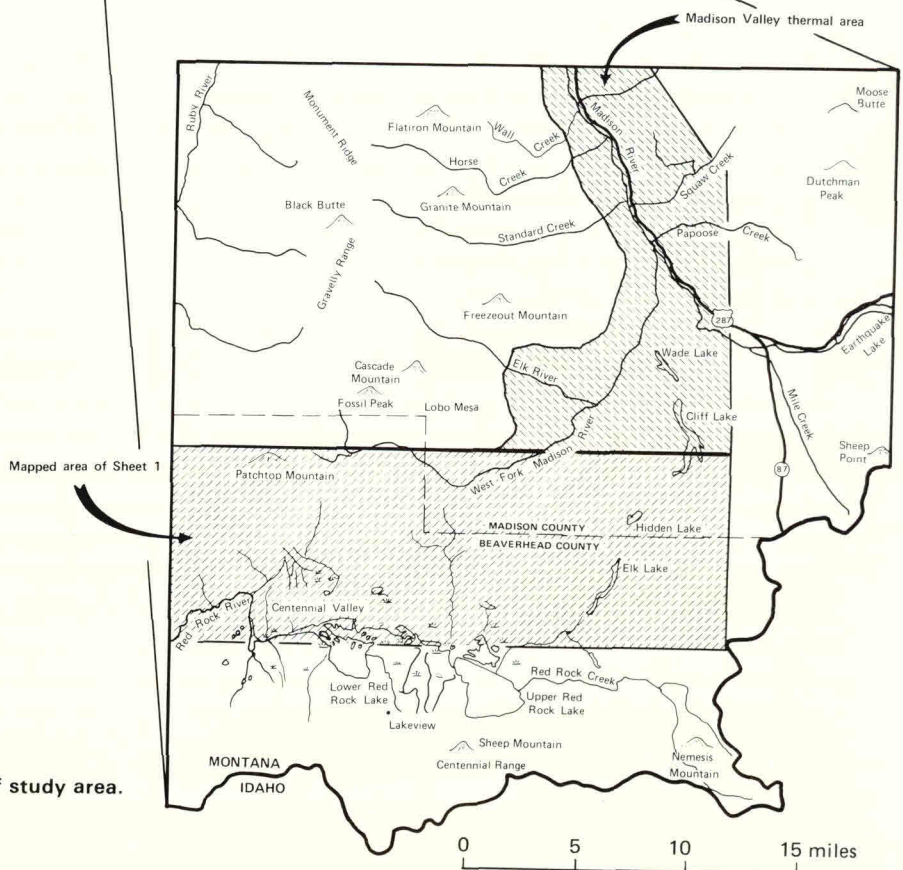 Madison Valley thermal area
Ruby River
Monument Ridge
Flatiron Mountain
Wall
Creek
Madison
River
Moose
Butte
Horse
Creek
Squaw Creek
Dutchman
Peak
Black Butte
Granite Mountain
Standard Creek
Papoose Creek
Gravelly Range
Freezeout Mountain
287
Earthquake
Lake
Wade Lake
Cascade
Mountain
Elk River
Fossil Peak
Lobo Mesa
Cliff Lake
Mile Creek
Sheep
Point
87
Mapped area of Sheet 1
Patchtop Mountain
West Fork Madison River
MADISON COUNTY
BEAVERHEAD COUNTY
Hidden Lake
Elk Lake
Red Rock River
Centennial Valley
Lower Red
Rock Lake
Red Rock Creek
Upper Red
Rock Lake
Lakeview
Sheep Mountain
Centennial Range
Nemesis
Mountain
MONTANA
IDAHO
study area.
0 5 10 15 miles